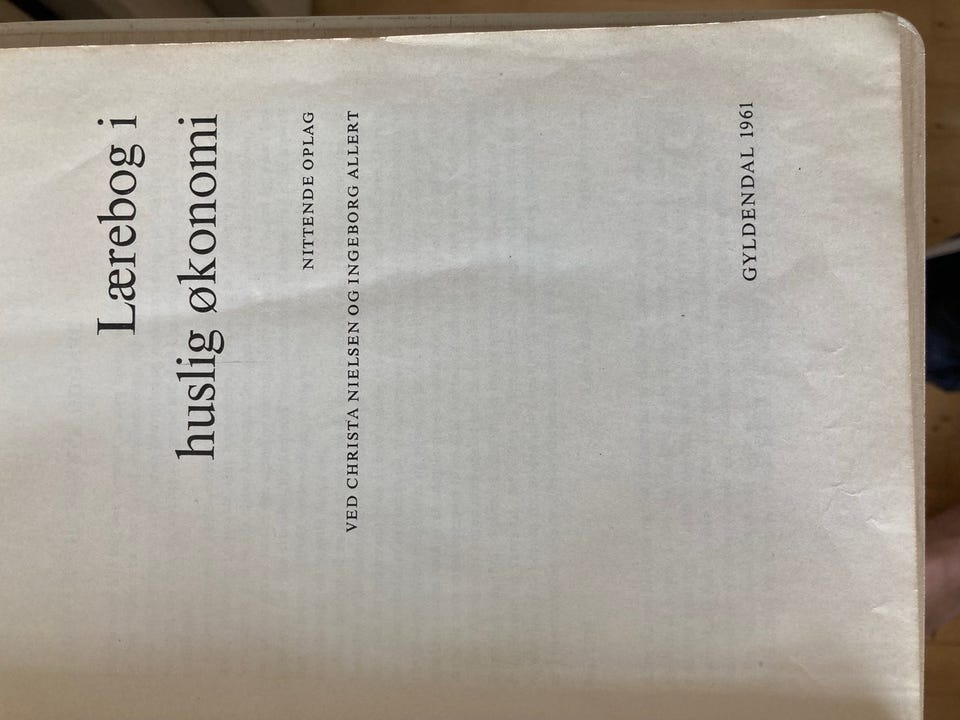 Lærebog i
huslig økonomi
NITTENDE OPLAG
VED CHRISTA NIELSEN OG INGEBORG ALLERT
GYLDENDAL 1961